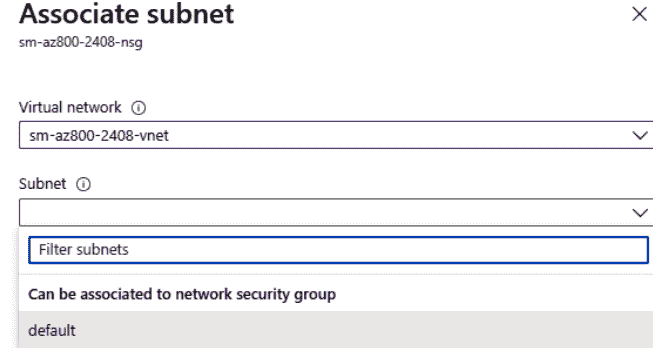 Associate subnet
sm-az800-2408-nsg
Virtual network
sm-az800-2408-vnet
Subnet
Filter subnets
Can be associated to network security group
default